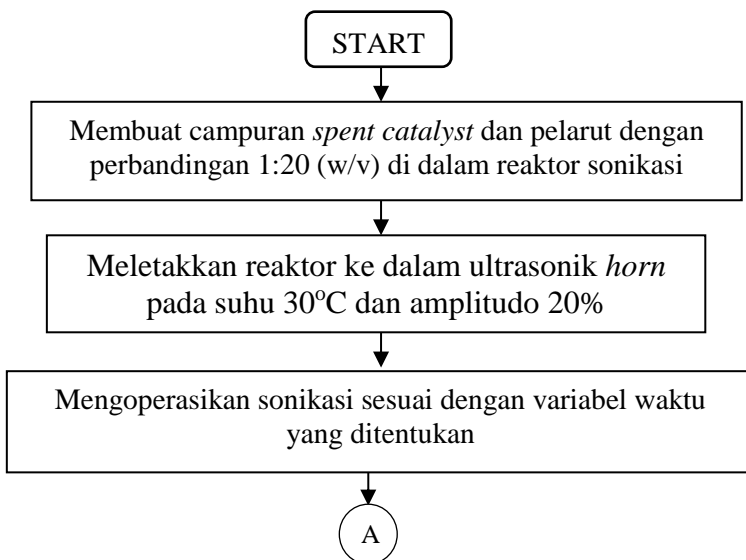 START
Membuat campuran spent catalyst dan pelarut dengan
perbandingan 1:20 (w/v) di dalam reaktor sonikasi
Meletakkan reaktor ke dalam ultrasonik horn
pada suhu 30°C dan amplitudo 20%
Mengoperasikan sonikasi sesuai dengan variabel waktu
yang ditentukan
A